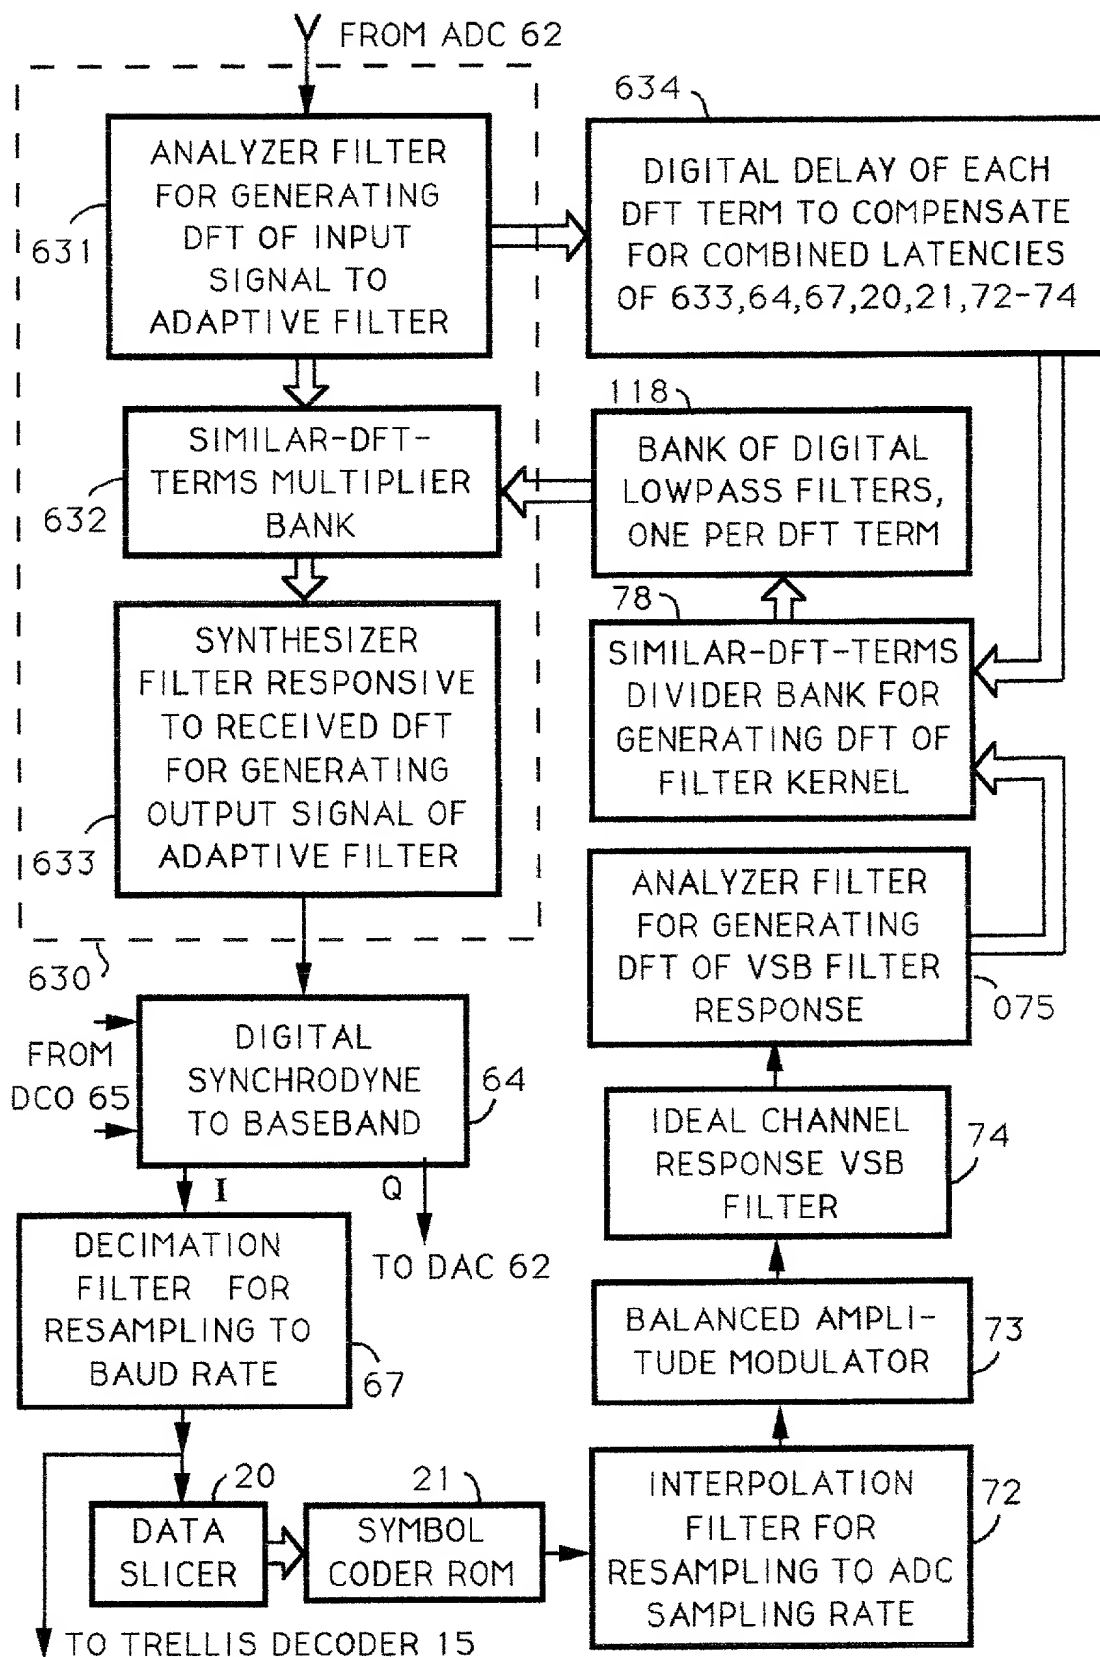 FROM ADC 62
634
ANALYZER FILTER
FOR GENERATING
DFT OF INPUT
SIGNAL TO
ADAPTIVE FILTER
631
DIGITAL DELAY OF EACH
DFT TERM TO COMPENSATE
FOR COMBINED LATENCIES
OF 633,64,67,20,21,72-74
118
SIMILAR-DFT-
TERMS MULTIPLIER
BANK
632
BANK OF DIGITAL
LOWPASS FILTERS,
ONE PER DFT TERM
78
SYNTHESIZER
FILTER RESPONSIVE
TO RECEIVED DFT
FOR GENERATING
OUTPUT SIGNAL OF
ADAPTIVE FILTER
633
SIMILAR-DFT-TERMS
DIVIDER BANK FOR
GENERATING DFT OF
FILTER KERNEL
630
ANALYZER FILTER
FOR GENERATING
DFT OF VSB FILTER
RESPONSE
075
FROM
DCO 65
DIGITAL
SYNCHRODYNE
TO BASEBAND
64
IDEAL CHANNEL
RESPONSE VSB
FILTER
74
I
Q
TO DAC 62
DECIMATION
FILTER FOR
RESAMPLING TO
BAUD RATE
67
BALANCED AMPLI-
TUDE MODULATOR
73
20
DATA
SLICER
21
SYMBOL
CODER ROM
INTERPOLATION
FILTER FOR
RESAMPLING TO ADC
SAMPLING RATE
72
TO TRELLIS DECODER 15